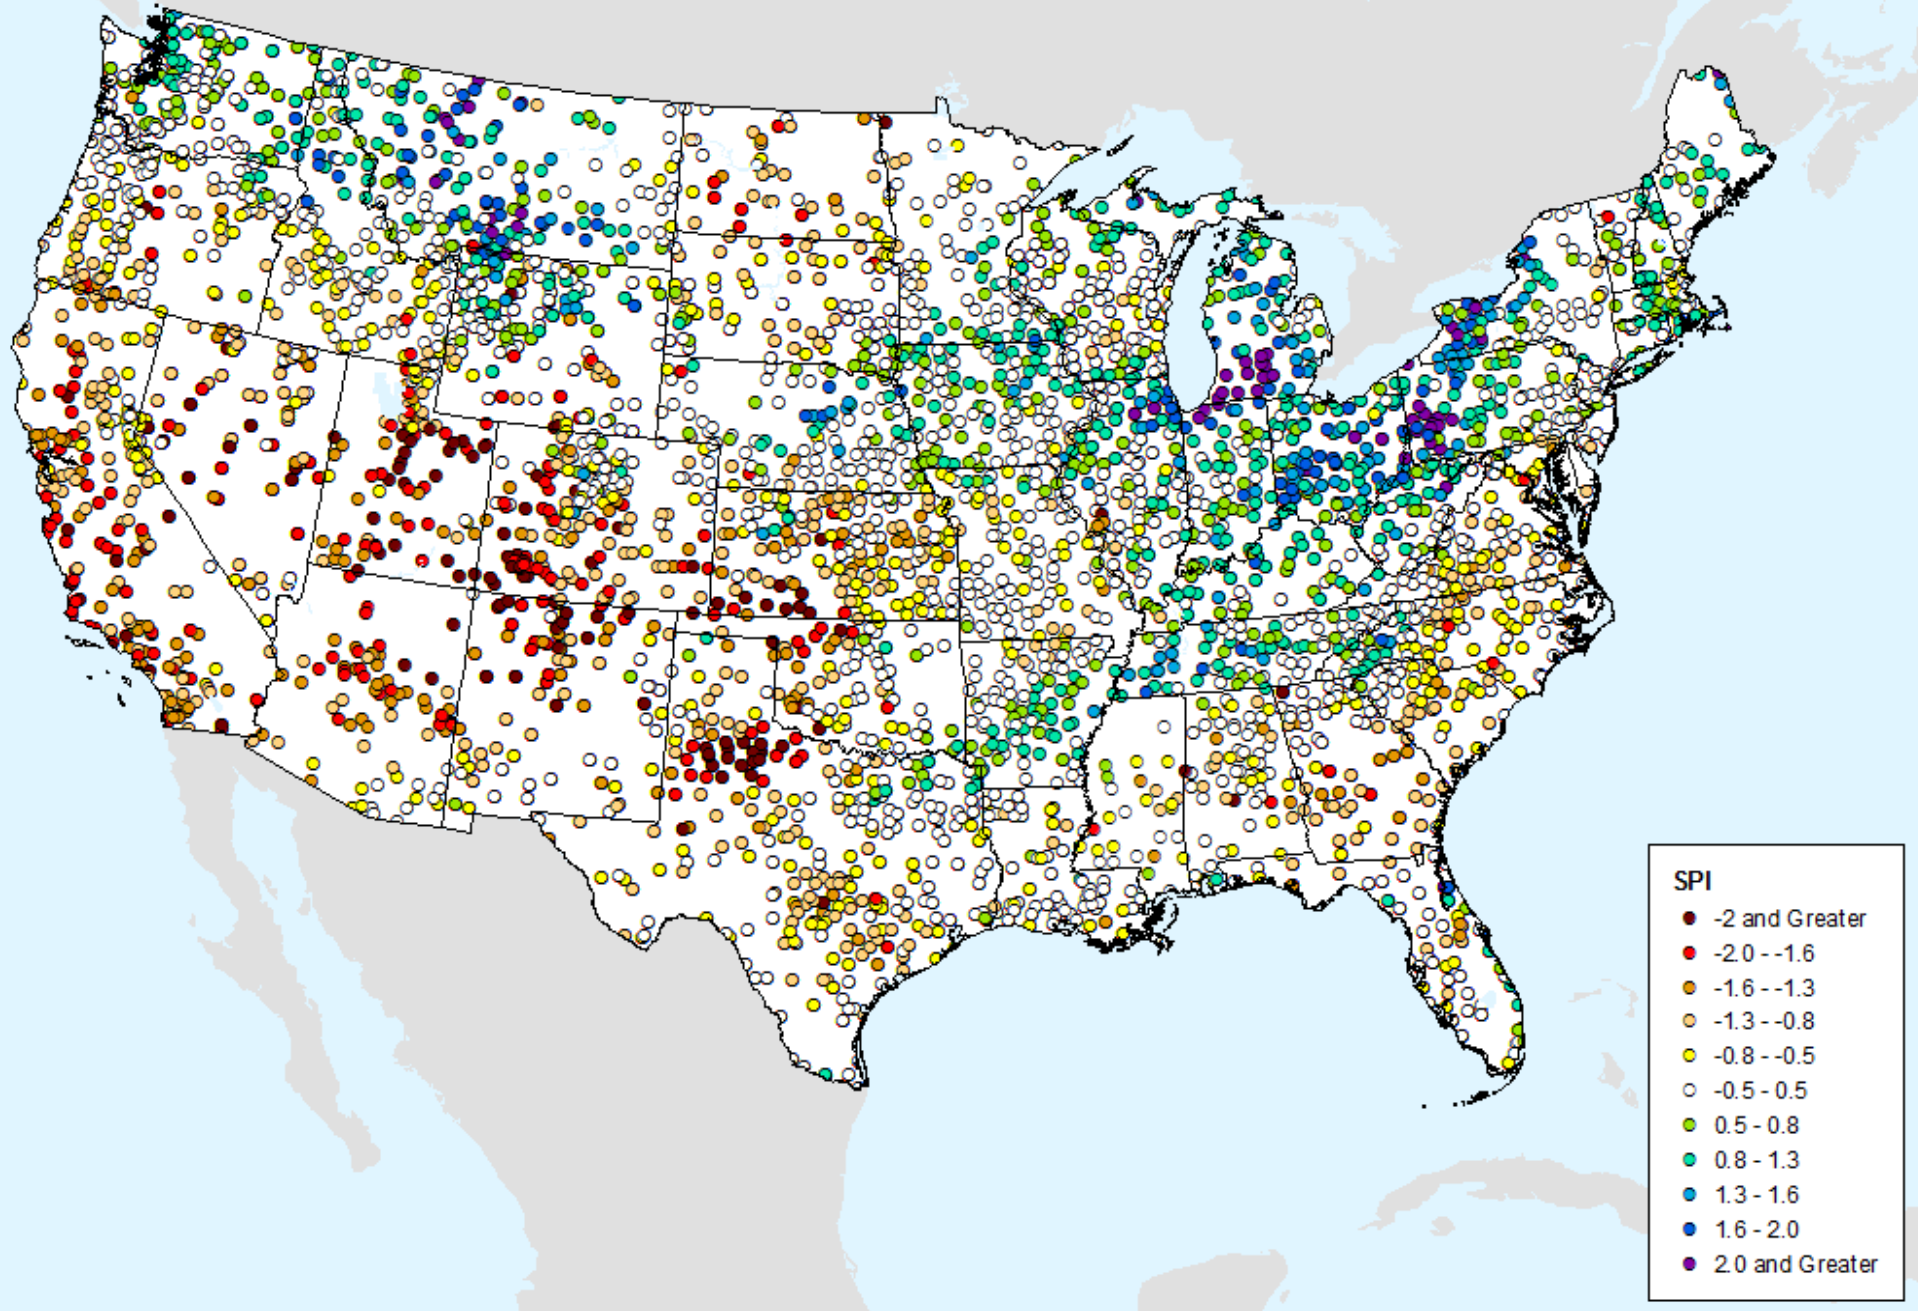 SPI
-2 and Greater
-2.0 - -1.6
-1.6 - -1.3
-1.3 - -0.8
-0.8 - -0.5
-0.5 - 0.5
0.5 - 0.8
0.8 - 1.3
1.3 - 1.6
1.6 - 2.0
2.0 and Greater